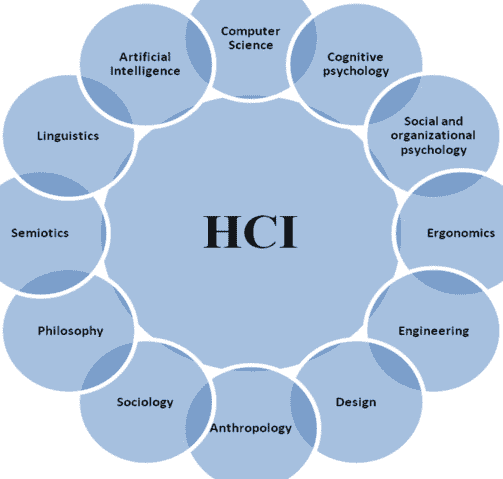 Computer
Science
Cognitive
psychology
Social and
organizational
psychology
Ergonomics
Engineering
Design
Anthropology
Sociology
Philosophy
Semiotics
Linguistics
Artificial
Intelligence
HCI